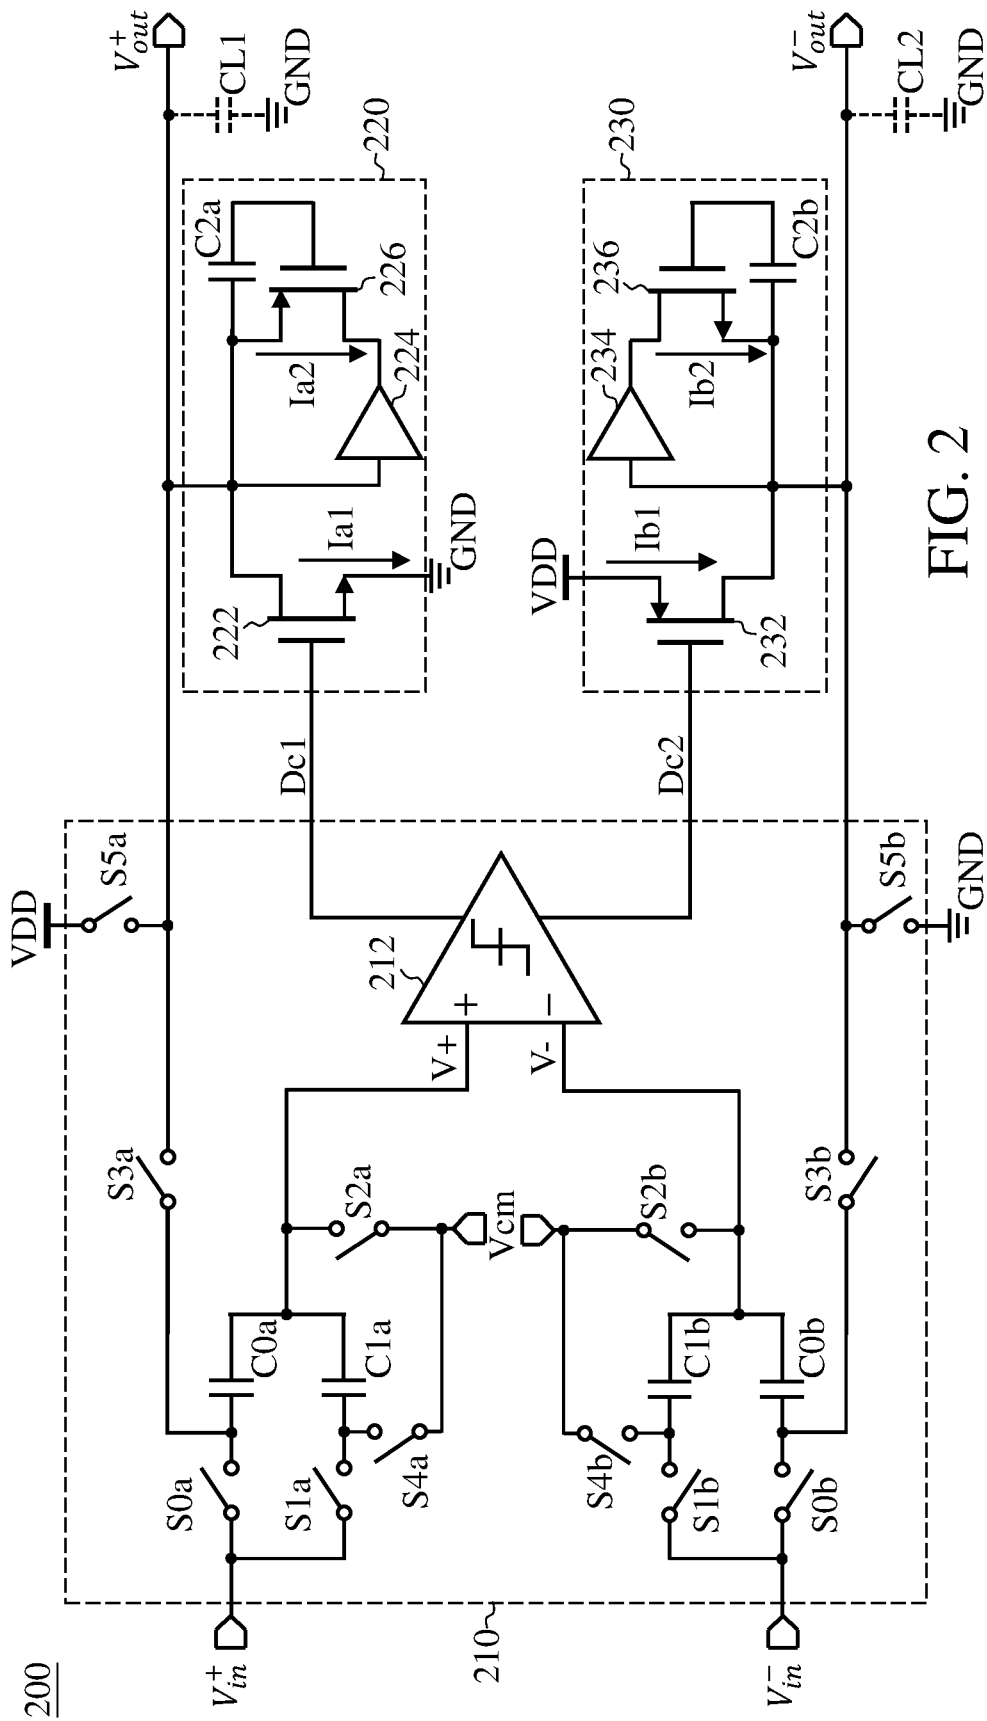 200
V+in
V−in
210
S0a
S1a
S4a
C0a
C1a
S4b
S1b
S0b
C1b
C0b
S3a
S2a
Vcm
S2b
S3b
V+
V-
+
−
212
VDD
S5a
S5b
GND
Dc1
Dc2
222
Ia1
GND
VDD
Ib1
232
Ia2
224
226
C2a
220
234
Ib2
236
C2b
230
V+out
CL1
GND
V−out
CL2
GND
FIG. 2